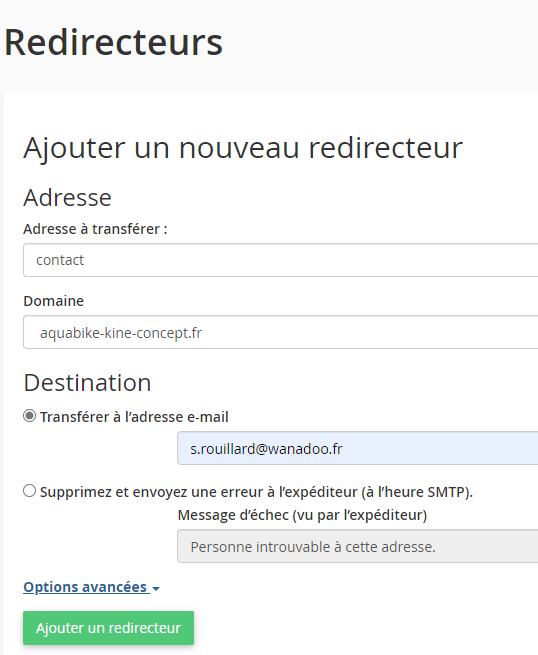 Redirecteurs
Ajouter un nouveau redirecteur
Adresse
Adresse à transférer :
contact
Domaine
aquabike-kine-concept.fr
Destination
Transférer à l’adresse e-mail
s.rouillard@wanadoo.fr
Supprimez et envoyez une erreur à l’expéditeur (à l’heure SMTP).
Message d’échec (vu par l’expéditeur)
Personne introuvable à cette adresse.
Options avancées
Ajouter un redirecteur